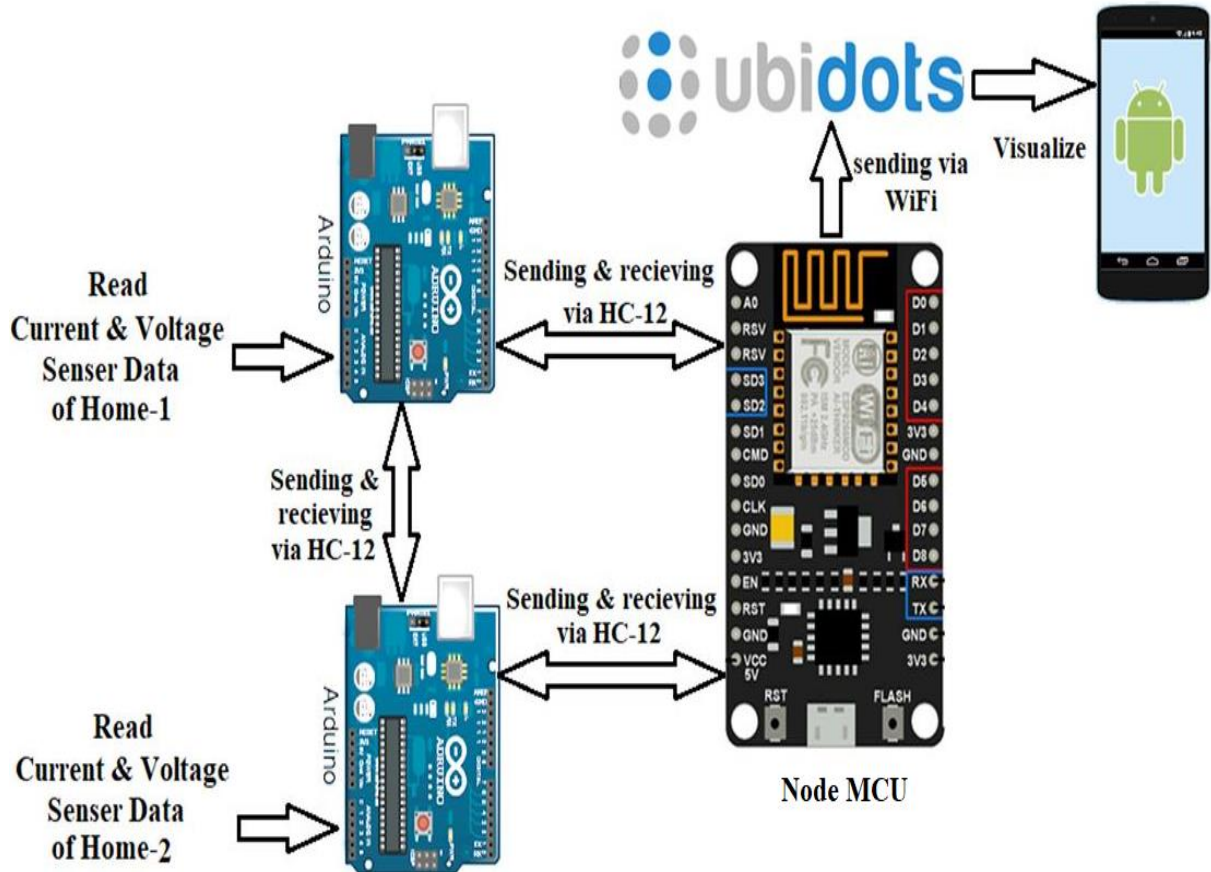 ubidots
Visualize
sending via
WiFi
Arduino
ADRUINO
Read
Current & Voltage
Senser Data
of Home-1
Sending & recieving
via HC-12
Sending &
recieving
via HC-12
Arduino
ADRUINO
Read
Current & Voltage
Senser Data
of Home-2
Sending & recieving
via HC-12
A0
RSV
RSV
SD3
SD2
SD1
CMD
SD0
CLK
GND
3V3
EN
RST
GND
VCC
5V
D0
D1
D2
D3
D4
3V3
GND
D5
D6
D7
D8
RX
TX
GND
3V3
WiFi
RST
FLASH
Node MCU